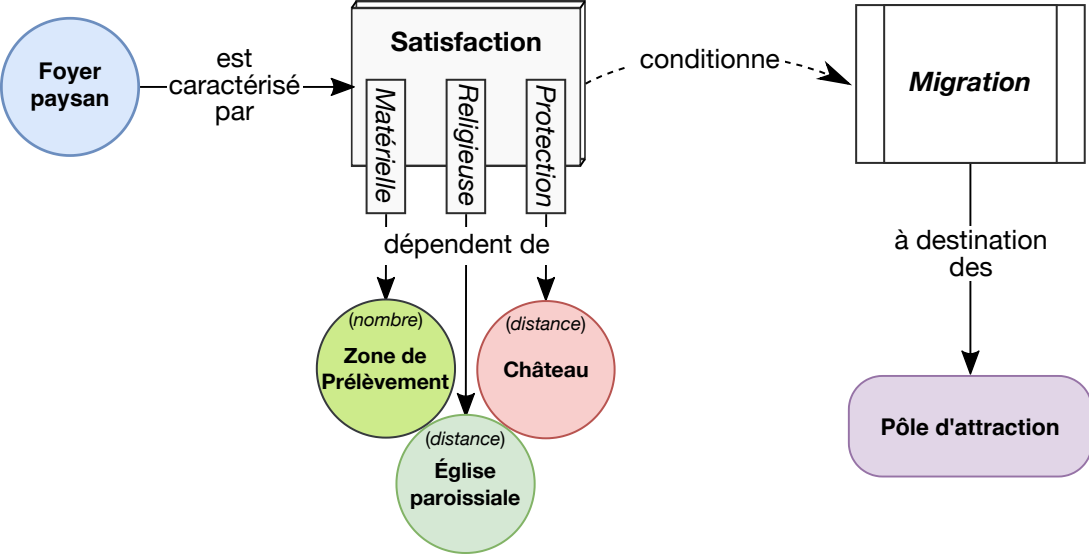 Foyer
paysan
est
caractérisé
par
Satisfaction
Matérielle
Religieuse
Protection
conditionne
Migration
dépendent de
à destination
des
(nombre)
Zone de
Prélèvement
(distance)
Château
(distance)
Église
paroissiale
Pôle d'attraction